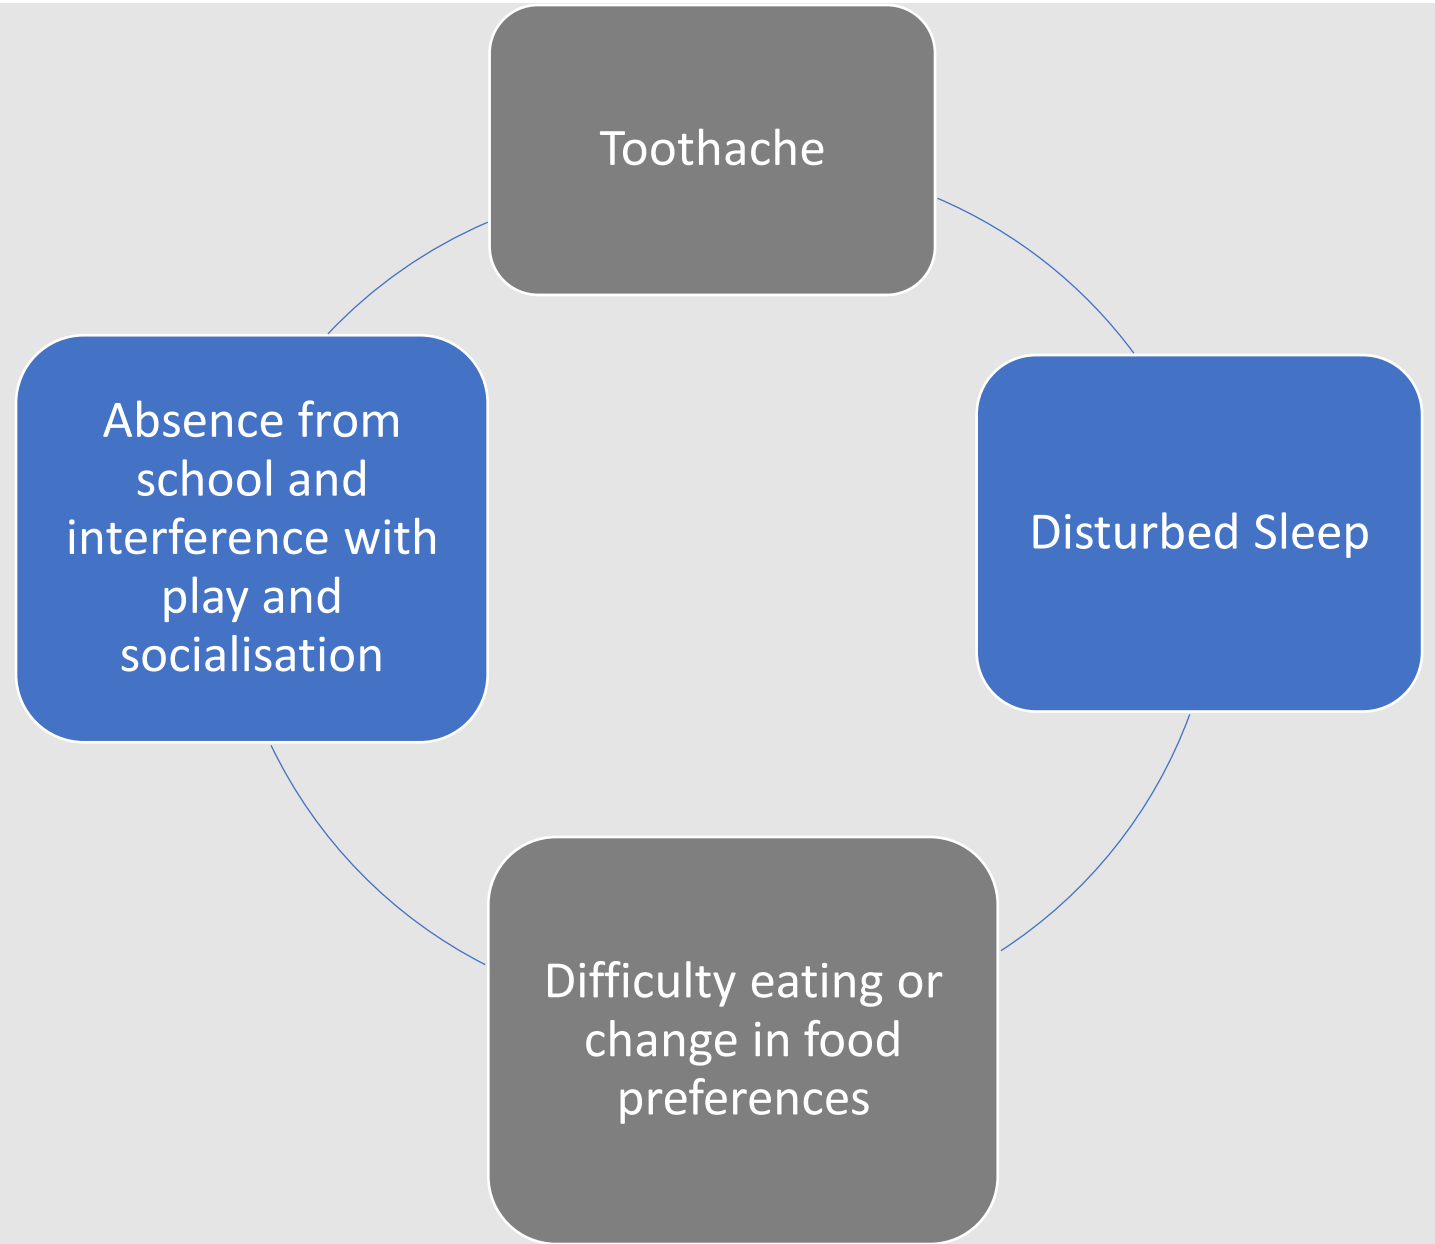 Toothache
Disturbed Sleep
Difficulty eating or
change in food
preferences
Absence from
school and
interference with
play and
socialisation